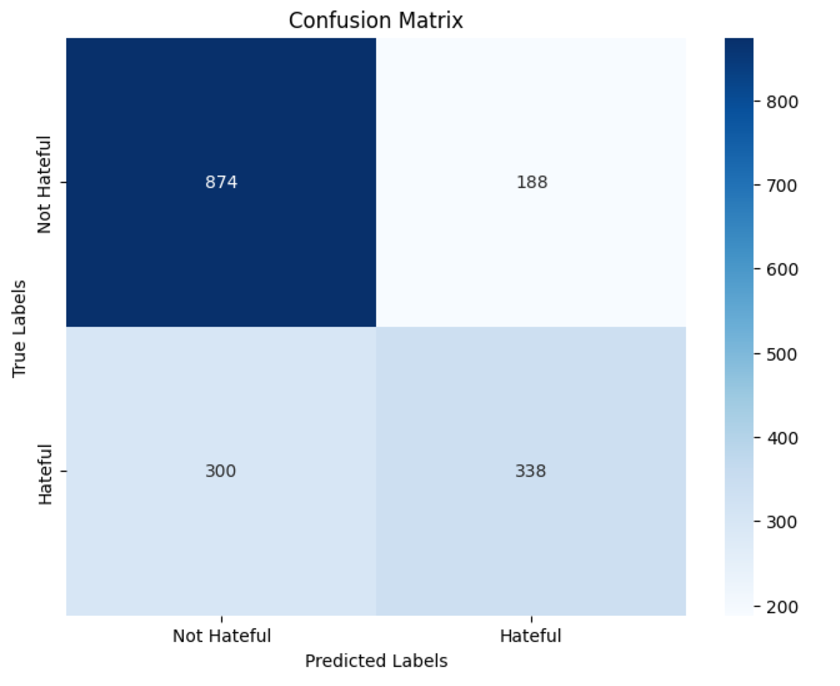 Confusion Matrix
Not Hateful
Hateful
True Labels
874
188
300
338
Not Hateful
Hateful
Predicted Labels
800
700
600
500
400
300
200